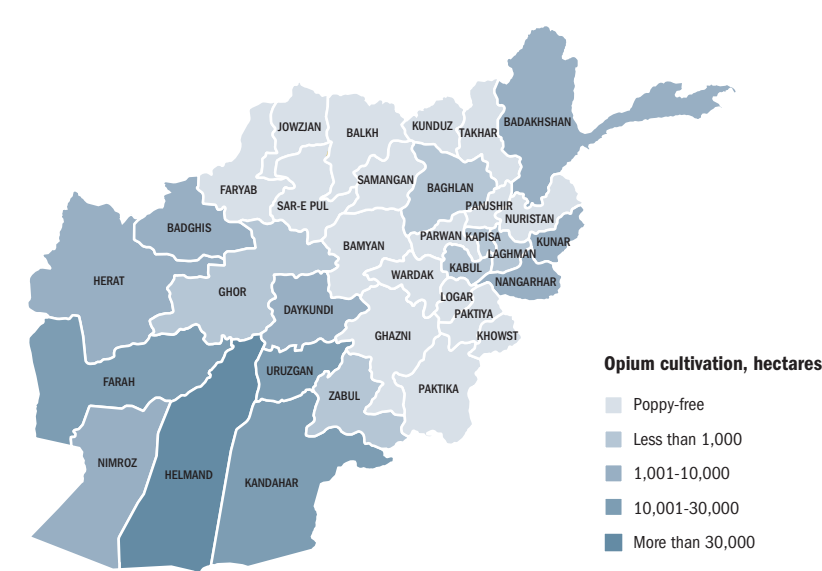 JOWZJAN
BALKH
KUNDUZ
TAKHAR
BADAKHSHAN
FARYAB
SAMANGAN
BAGHLAN
SAR-E PUL
PANJSHIR
NURISTAN
BADGHIS
BAMYAN
PARWAN
KAPISA
KUNAR
LAGHMAN
HERAT
GHOR
WARDAK
KABUL
NANGARHAR
DAYKUNDI
LOGAR
PAKTIYA
GHAZNI
KHOWST
FARAH
URUZGAN
ZABUL
PAKTIKA
NIMROZ
HELMAND
KANDAHAR
Opium cultivation, hectares
Poppy-free
Less than 1,000
1,001-10,000
10,001-30,000
More than 30,000